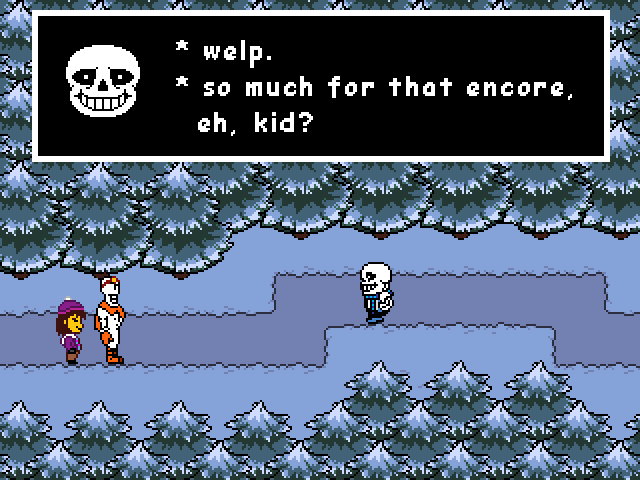 * welp.
* so much for that encore,
eh, kid?